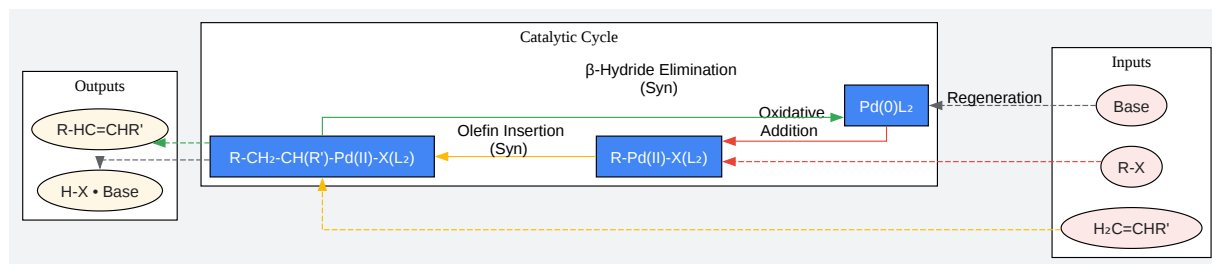 Catalytic Cycle
Outputs
R-HC=CHR'
H-X • Base
β-Hydride Elimination
(Syn)
Olefin Insertion
(Syn)
Oxidative
Addition
Pd(0)L₂
R-CH₂-CH(R')-Pd(II)-X(L₂)
R-Pd(II)-X(L₂)
Regeneration
Inputs
Base
R-X
H₂C=CHR'